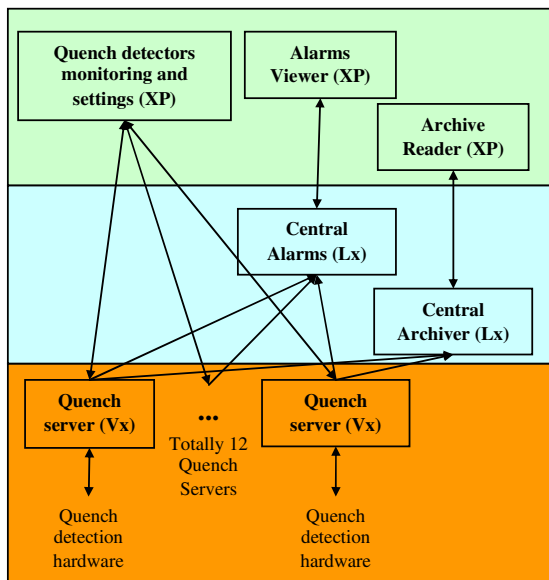 Quench detectors
monitoring and
settings (XP)
Alarms
Viewer (XP)
Archive
Reader (XP)
Central
Alarms (Lx)
Central
Archiver (Lx)
Quench
server (Vx)
...
Totally 12
Quench
Servers
Quench
server (Vx)
Quench
detection
hardware
Quench
detection
hardware